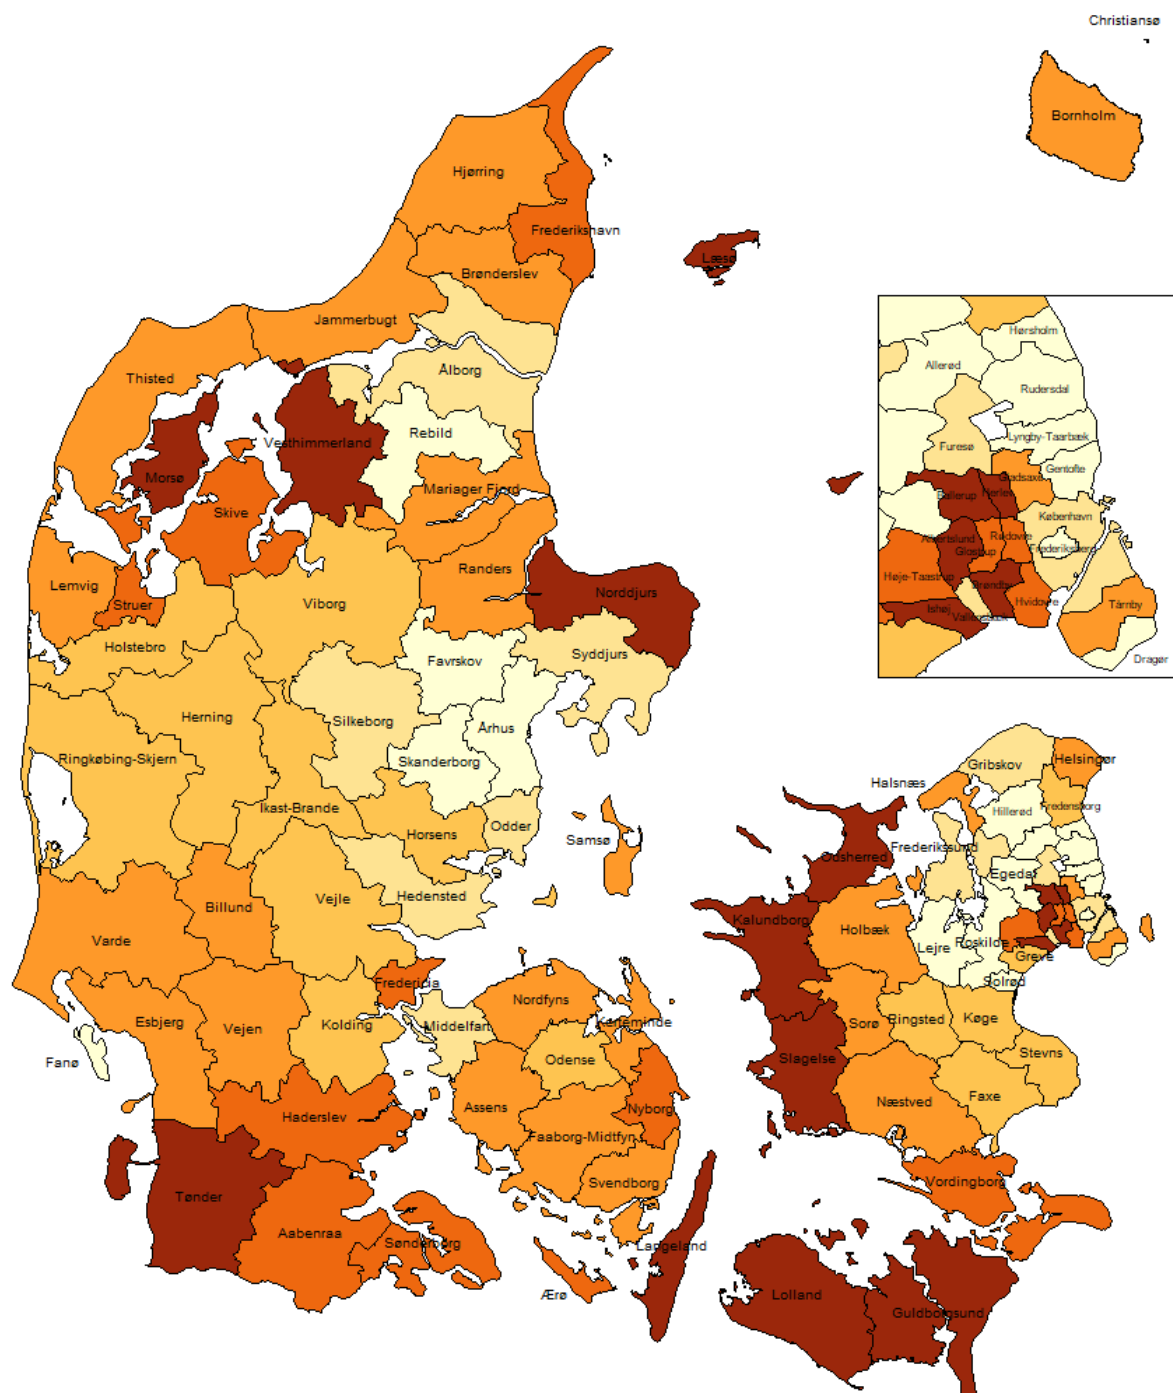 Christiansø
Bornholm
Hjørring
Frederikshavn
Læsø
Brønderslev
Jammerbugt
Thisted
Ålborg
Rebild
Vesthimmerland
Morsø
Mariager Fjord
Skive
Randers
Lemvig
Struer
Viborg
Norddjurs
Holstebro
Favrskov
Syddjurs
Herning
Silkeborg
Århus
Ringkøbing-Skjern
Skanderborg
Ikast-Brande
Horsens
Odder
Samsø
Hedensted
Vejle
Billund
Varde
Fredericia
Esbjerg
Vejen
Kolding
Middelfart
Nordfyns
Kerteminde
Fanø
Odense
Assens
Nyborg
Haderslev
Faaborg-Midtfyn
Svendborg
Tønder
Aabenraa
Sønderborg
Langeland
Ærø
Hørsholm
Allerød
Rudersdal
Lyngby-Taarbæk
Furesø
Gentofte
Gladsaxe
Ballerup
Herlev
København
Albertslund
Rødovre
Glostrup
Frederiksberg
Høje-Taastrup
Brøndby
Ishøj
Vallensbæk
Hvidovre
Tårnby
Dragør
Gribskov
Helsingør
Halsnæs
Hillerød
Fredensborg
Odsherred
Frederikssund
Egedal
Kalundborg
Holbæk
Lejre
Roskilde
Greve
Solrød
Sorø
Ringsted
Køge
Stevns
Slagelse
Næstved
Faxe
Vordingborg
Lolland
Guldborgsund